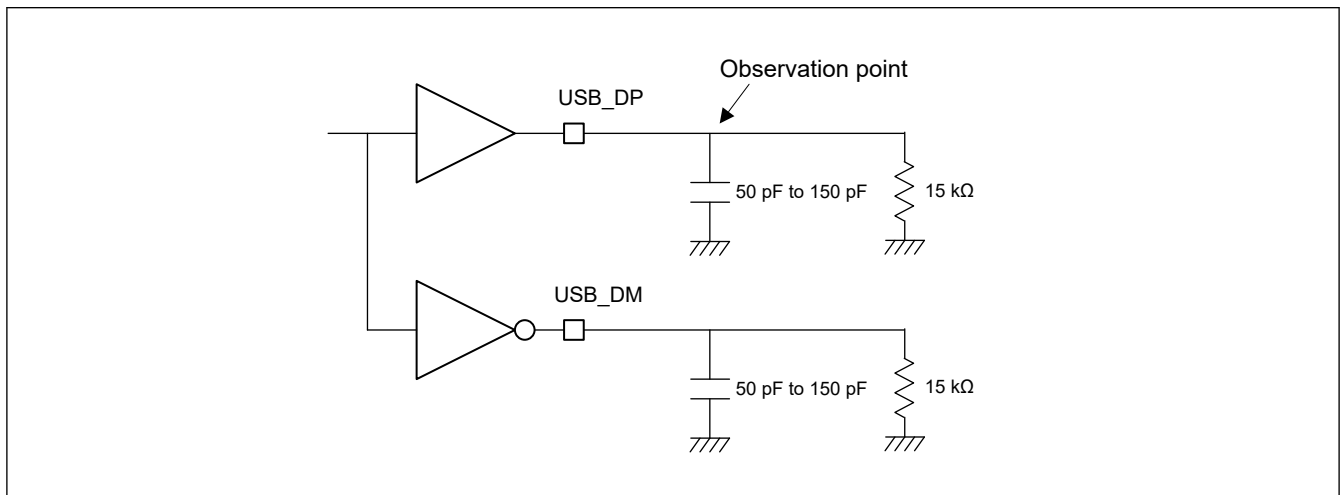 Observation point
USB_DP
50 pF to 150 pF
15 kΩ
USB_DM
50 pF to 150 pF
15 kΩ